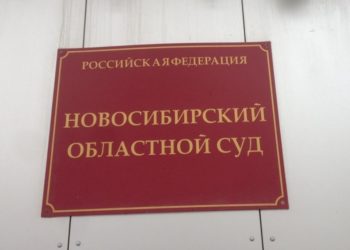 РОССИЙСКАЯ ФЕДЕРАЦИЯ
НОВОСИБИРСКИЙ
ОБЛАСТНОЙ СУД